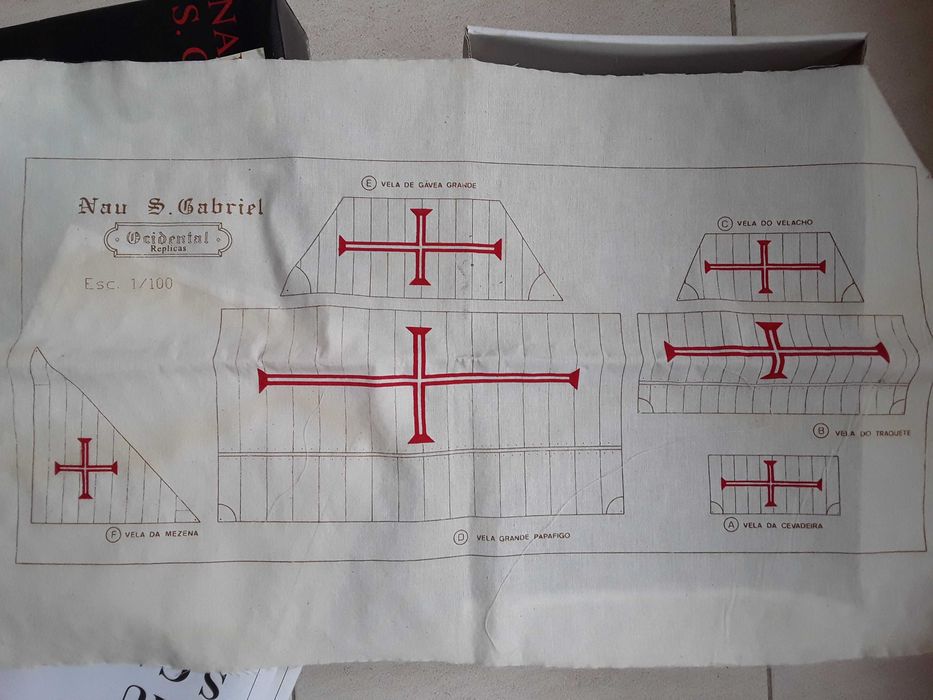 NA
S.
Nau S. Gabriel
Ocidental
Replicas
Esc. 1/100
E VELA DE GÁVEA GRANDE
C VELA DO VELACHO
B VELA DO TRAQUETE
A VELA DA CEVADEIRA
F VELA DA MEZENA
D VELA GRANDE PAPAFIGO